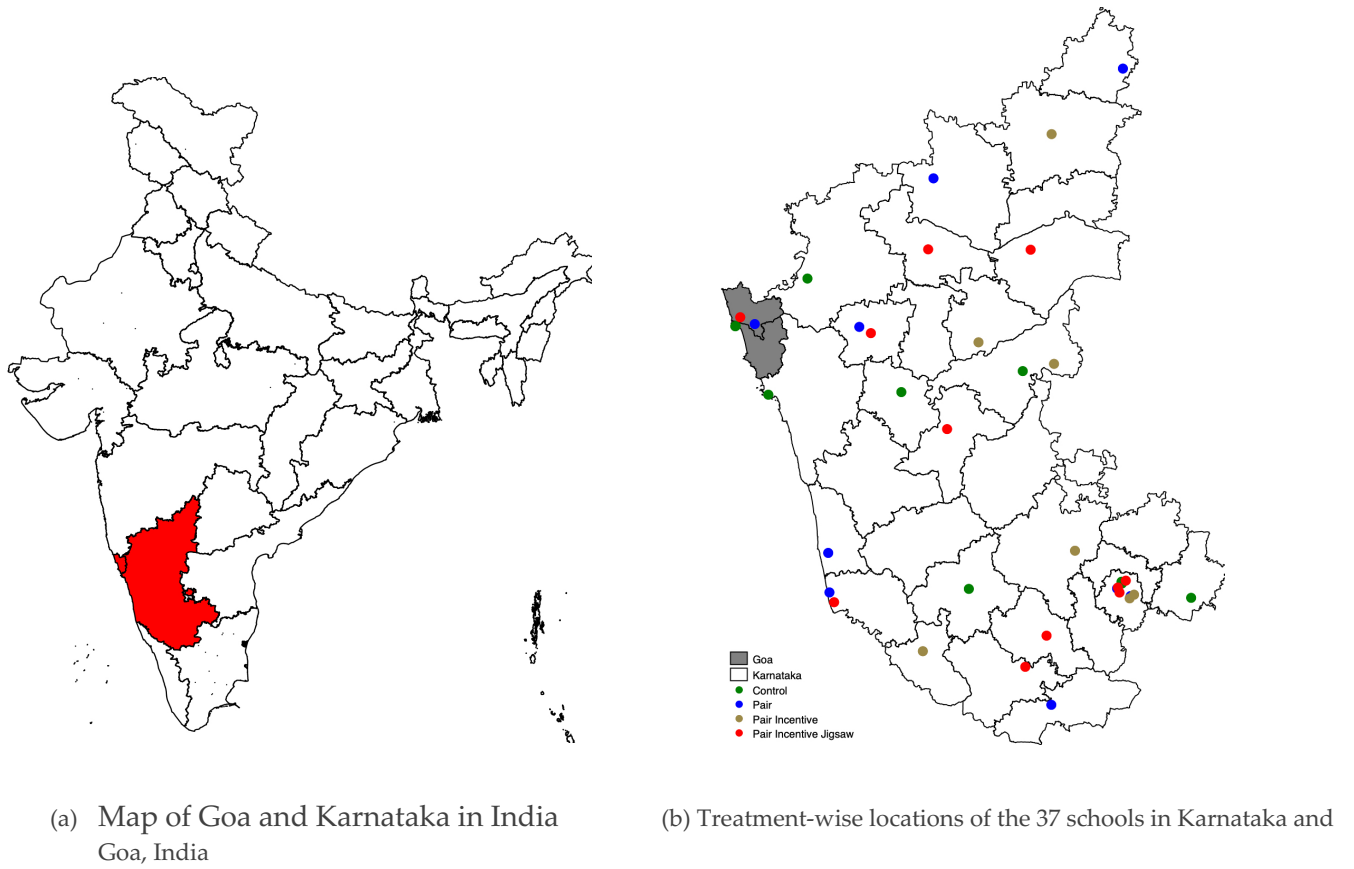 Goa
Karnataka
Control
Pair
Pair Incentive
Pair Incentive Jigsaw
(a) Map of Goa and Karnataka in India
Goa, India
(b) Treatment-wise locations of the 37 schools in Karnataka and